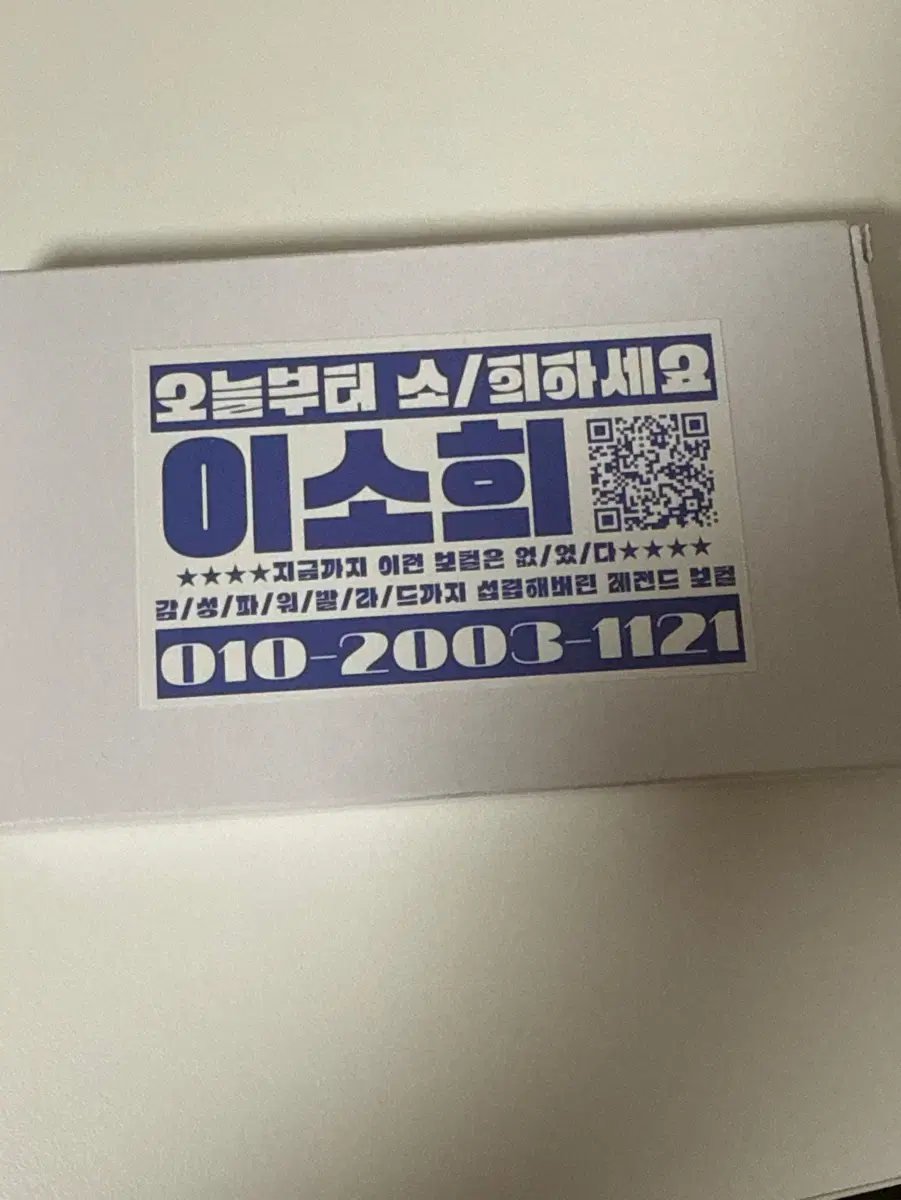 오늘부터 소/희하세요
이소희
★★★★지금까지 이런 보컬은 없/었/다★★★★
감/성/파/워/발/라/드까지 섭렵해버린 레전드 보컬
010-2003-1121